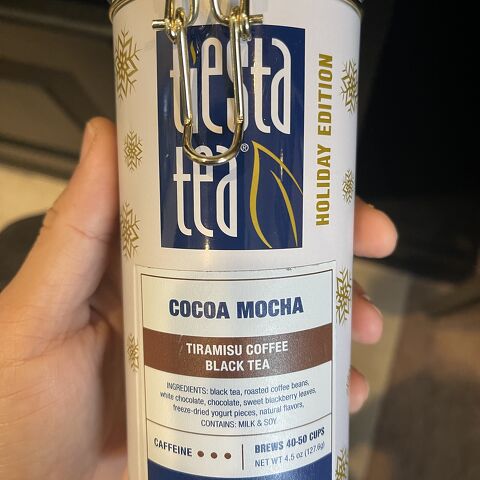 tiesta
tea®
HOLIDAY EDITION
COCOA MOCHA
TIRAMISU COFFEE
BLACK TEA
INGREDIENTS: black tea, roasted coffee beans,
white chocolate, chocolate, sweet blackberry leaves,
freeze-dried yogurt pieces, natural flavors,
CONTAINS: MILK & SOY
CAFFEINE • • •
BREWS 40-50 CUPS
NET WT 4.5 oz (127.6g)